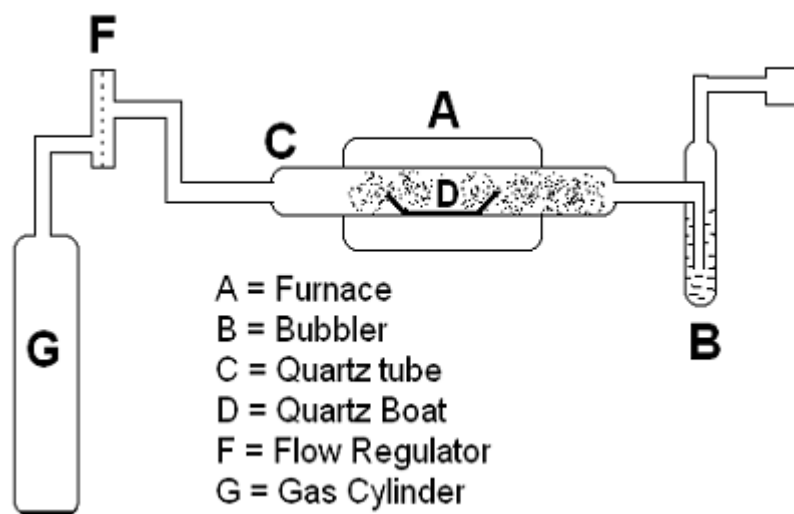 F
A
C
D
G
B
A = Furnace
B = Bubbler
C = Quartz tube
D = Quartz Boat
F = Flow Regulator
G = Gas Cylinder